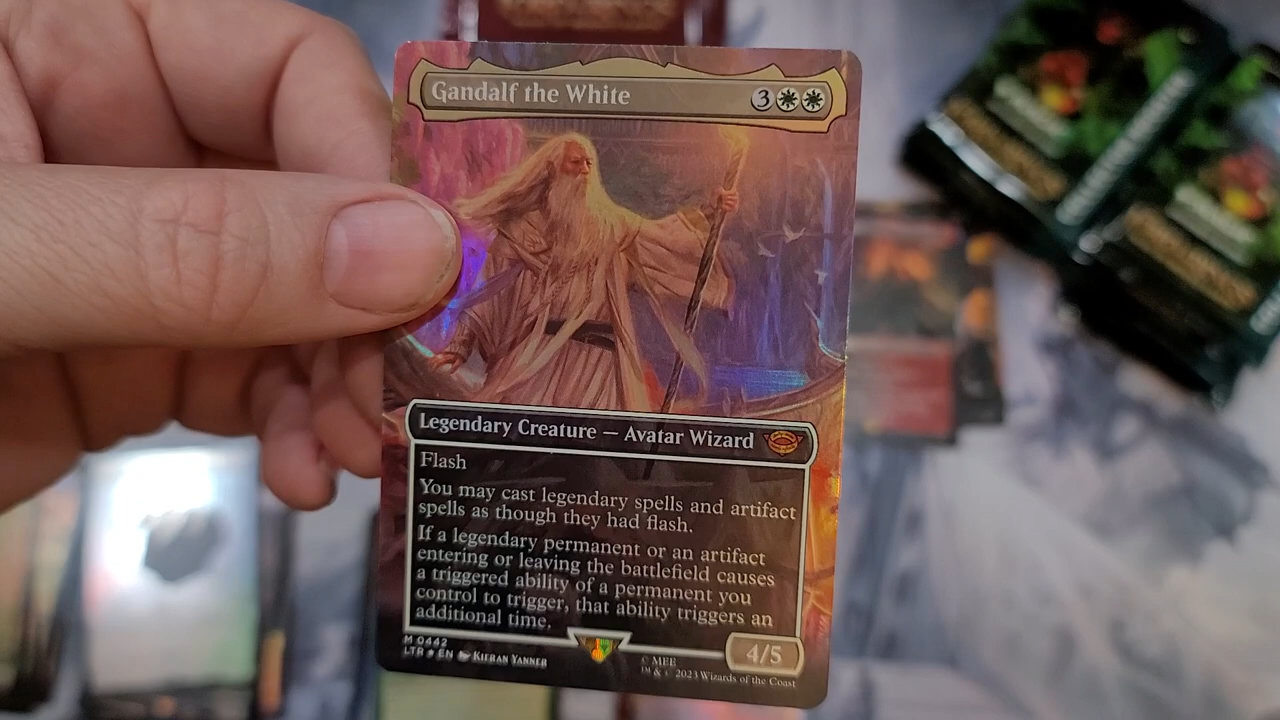 Gandalf the White 3
Legendary Creature — Avatar Wizard
Flash
You may cast legendary spells and artifact
spells as though they had flash.
If a legendary permanent or an artifact
entering or leaving the battlefield causes
a triggered ability of a permanent you
control to trigger, that ability triggers an
additional time.
4/5
M 0442
LTR ★ EN Kieran Yanner
© MEE
™ & © 2023 Wizards of the Coast